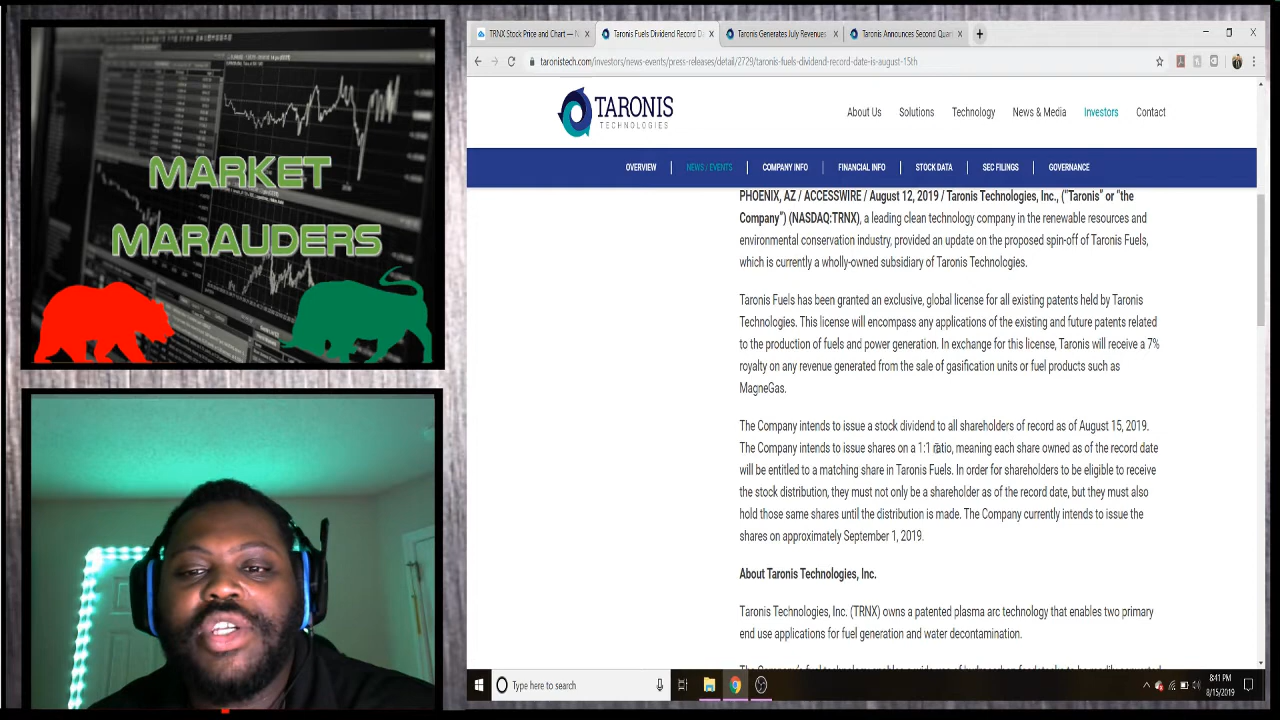 MARKET
MARAUDERS
TRNX Stock Price and Chart — N
Taronis Fuels Dividend Record D
Taronis Generates July Revenues
Taronis Announces Second Quar
taronistech.com/investors/news-events/press-releases/detail/2729/taronis-fuels-dividend-record-date-is-august-15th
TARONIS
TECHNOLOGIES
About Us
Solutions
Technology
News & Media
Investors
Contact
OVERVIEW
NEWS / EVENTS
COMPANY INFO
FINANCIAL INFO
STOCK DATA
SEC FILINGS
GOVERNANCE
PHOENIX, AZ / ACCESSWIRE / August 12, 2019 / Taronis Technologies, Inc., ("Taronis" or "the
Company") (NASDAQ:TRNX), a leading clean technology company in the renewable resources and
environmental conservation industry, provided an update on the proposed spin-off of Taronis Fuels,
which is currently a wholly-owned subsidiary of Taronis Technologies.
Taronis Fuels has been granted an exclusive, global license for all existing patents held by Taronis
Technologies. This license will encompass any applications of the existing and future patents related
to the production of fuels and power generation. In exchange for this license, Taronis will receive a 7%
royalty on any revenue generated from the sale of gasification units or fuel products such as
MagneGas.
The Company intends to issue a stock dividend to all shareholders of record as of August 15, 2019.
The Company intends to issue shares on a 1:1 ratio, meaning each share owned as of the record date
will be entitled to a matching share in Taronis Fuels. In order for shareholders to be eligible to receive
the stock distribution, they must not only be a shareholder as of the record date, but they must also
hold those same shares until the distribution is made. The Company currently intends to issue the
shares on approximately September 1, 2019.
About Taronis Technologies, Inc.
Taronis Technologies, Inc. (TRNX) owns a patented plasma arc technology that enables two primary
end use applications for fuel generation and water decontamination.
Type here to search
8:41 PM
8/15/2019